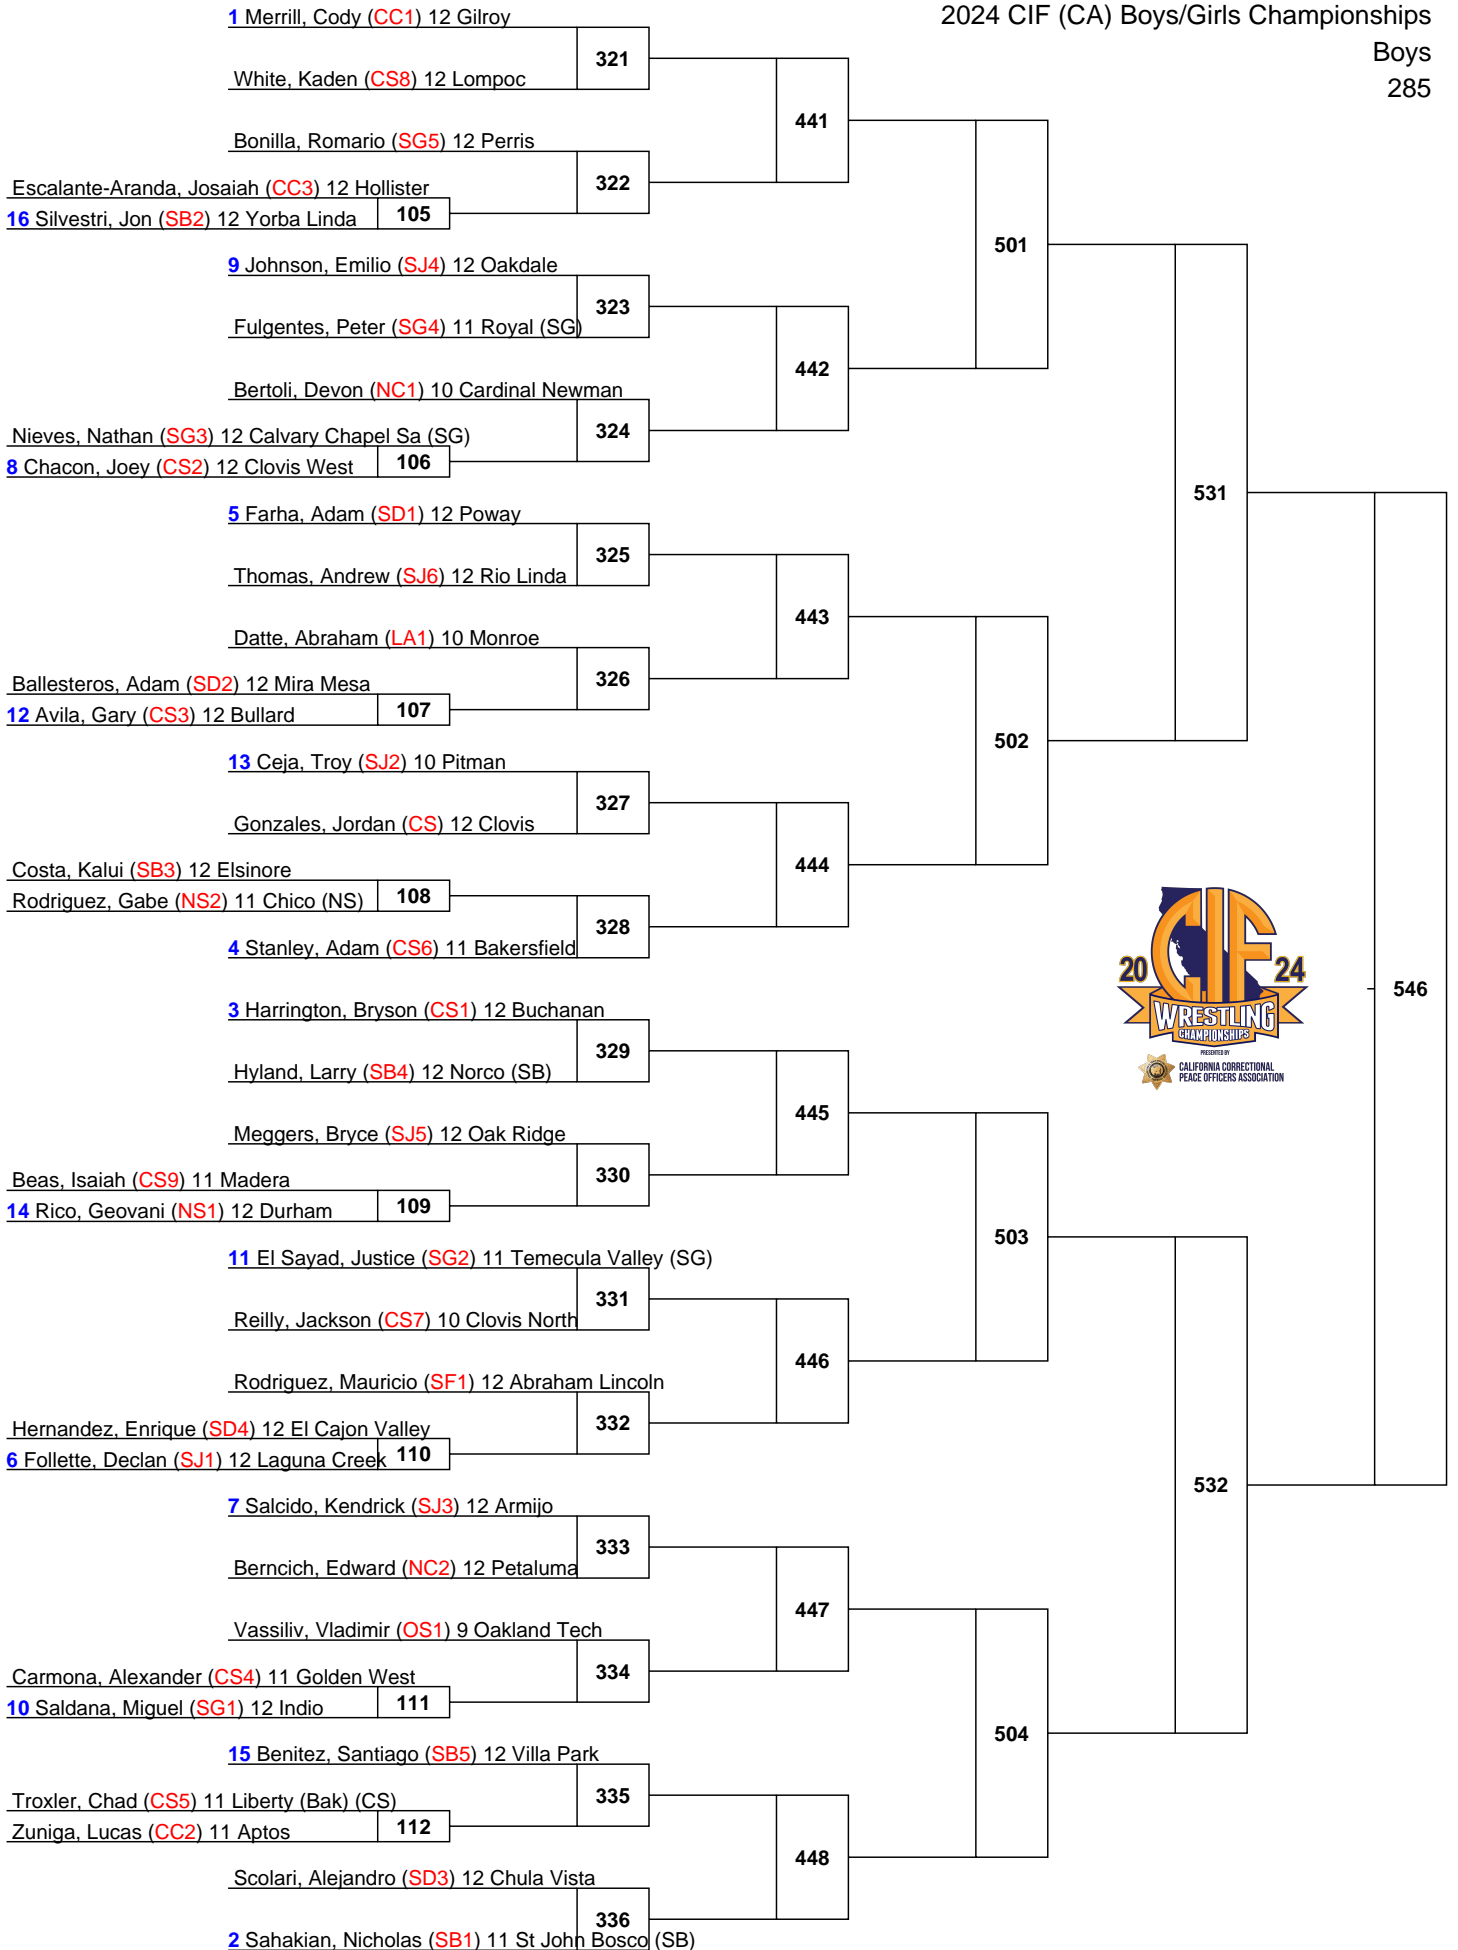 2024 CIF (CA) Boys/Girls Championships
Boys
285
1 Merrill, Cody (CC1) 12 Gilroy
321
White, Kaden (CS8) 12 Lompoc
441
Bonilla, Romario (SG5) 12 Perris
322
Escalante-Aranda, Josaiah (CC3) 12 Hollister
105
16 Silvestri, Jon (SB2) 12 Yorba Linda
501
9 Johnson, Emilio (SJ4) 12 Oakdale
323
Fulgentes, Peter (SG4) 11 Royal (SG)
442
Bertoli, Devon (NC1) 10 Cardinal Newman
324
Nieves, Nathan (SG3) 12 Calvary Chapel Sa (SG)
106
8 Chacon, Joey (CS2) 12 Clovis West
531
5 Farha, Adam (SD1) 12 Poway
325
Thomas, Andrew (SJ6) 12 Rio Linda
443
Datte, Abraham (LA1) 10 Monroe
326
Ballesteros, Adam (SD2) 12 Mira Mesa
107
12 Avila, Gary (CS3) 12 Bullard
502
13 Ceja, Troy (SJ2) 10 Pitman
327
Gonzales, Jordan (CS) 12 Clovis
444
Costa, Kalui (SB3) 12 Elsinore
108
Rodriguez, Gabe (NS2) 11 Chico (NS)
328
4 Stanley, Adam (CS6) 11 Bakersfield
20 CIF 24
WRESTLING
CHAMPIONSHIPS
PRESENTED BY
CALIFORNIA CORRECTIONAL
PEACE OFFICERS ASSOCIATION
546
3 Harrington, Bryson (CS1) 12 Buchanan
329
Hyland, Larry (SB4) 12 Norco (SB)
445
Meggers, Bryce (SJ5) 12 Oak Ridge
330
Beas, Isaiah (CS9) 11 Madera
109
14 Rico, Geovani (NS1) 12 Durham
503
11 El Sayad, Justice (SG2) 11 Temecula Valley (SG)
331
Reilly, Jackson (CS7) 10 Clovis North
446
Rodriguez, Mauricio (SF1) 12 Abraham Lincoln
332
Hernandez, Enrique (SD4) 12 El Cajon Valley
110
6 Follette, Declan (SJ1) 12 Laguna Creek
532
7 Salcido, Kendrick (SJ3) 12 Armijo
333
Berncich, Edward (NC2) 12 Petaluma
447
Vassiliv, Vladimir (OS1) 9 Oakland Tech
334
Carmona, Alexander (CS4) 11 Golden West
111
10 Saldana, Miguel (SG1) 12 Indio
504
15 Benitez, Santiago (SB5) 12 Villa Park
335
Troxler, Chad (CS5) 11 Liberty (Bak) (CS)
112
Zuniga, Lucas (CC2) 11 Aptos
448
Scolari, Alejandro (SD3) 12 Chula Vista
336
2 Sahakian, Nicholas (SB1) 11 St John Bosco (SB)